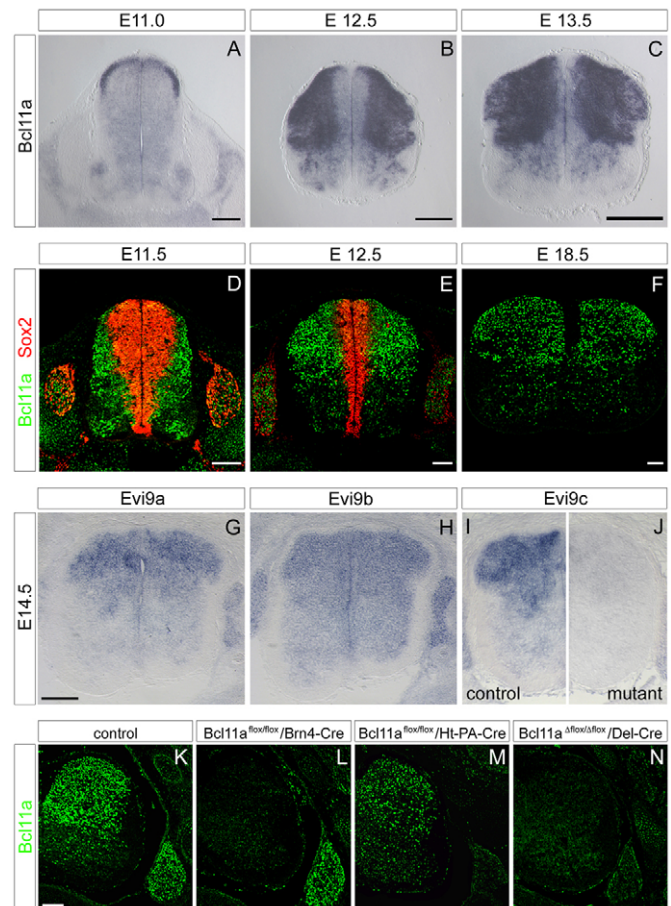 E11.0 E 12.5 E 13.5
Bcl11a
A B C
E11.5 E 12.5 E 18.5
Bcl11a Sox2
D E F
Evi9a Evi9b Evi9c
E14.5
G H I J
control mutant
control Bcl11a flox/flox/Brn4-Cre Bcl11a flox/flox/Ht-PA-Cre Bcl11a Δflox/Δflox/Del-Cre
Bcl11a
K L M N